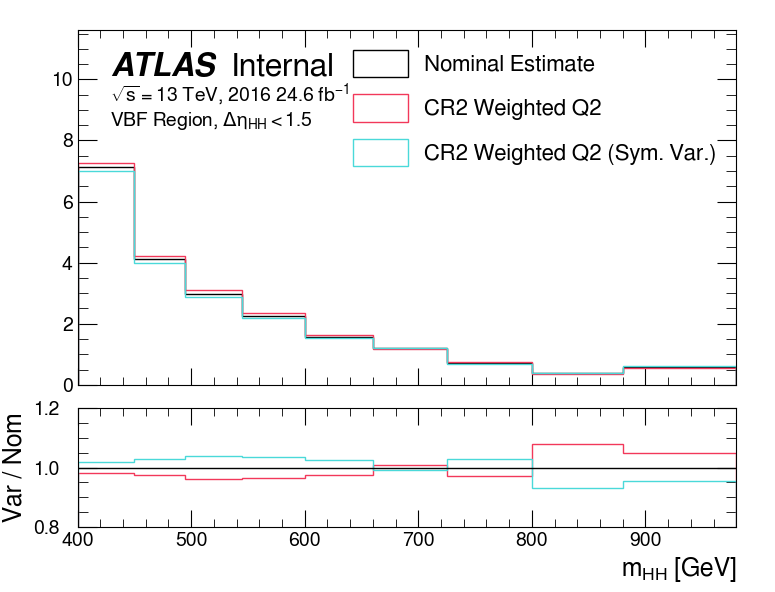 ATLAS Internal
√s = 13 TeV, 2016 24.6 fb⁻¹
VBF Region, Δη_HH < 1.5
Nominal Estimate
CR2 Weighted Q2
CR2 Weighted Q2 (Sym. Var.)
10
8
6
4
2
0
1.2
1.0
0.8
Var / Nom
400 500 600 700 800 900
m_HH [GeV]